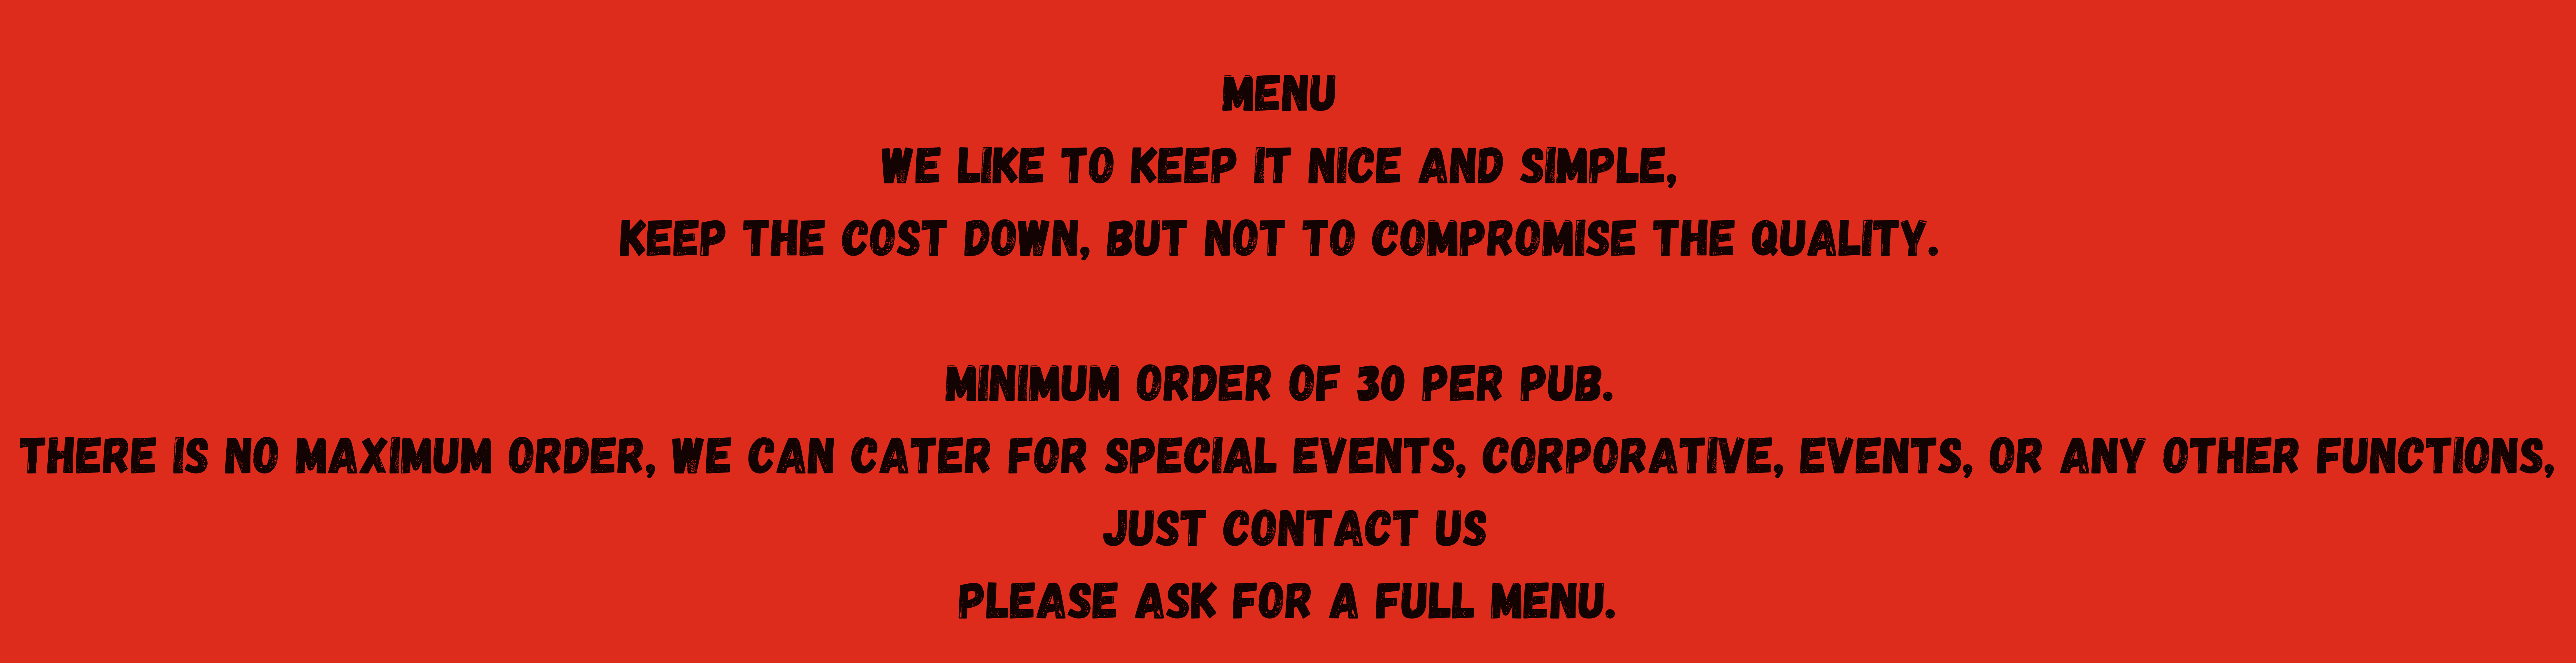 MENU
WE LIKE TO KEEP IT NICE AND SIMPLE,
KEEP THE COST DOWN, BUT NOT TO COMPROMISE THE QUALITY.
MINIMUM ORDER OF 30 PER PUB.
THERE IS NO MAXIMUM ORDER, WE CAN CATER FOR SPECIAL EVENTS, CORPORATIVE, EVENTS, OR ANY OTHER FUNCTIONS,
JUST CONTACT US
PLEASE ASK FOR A FULL MENU.